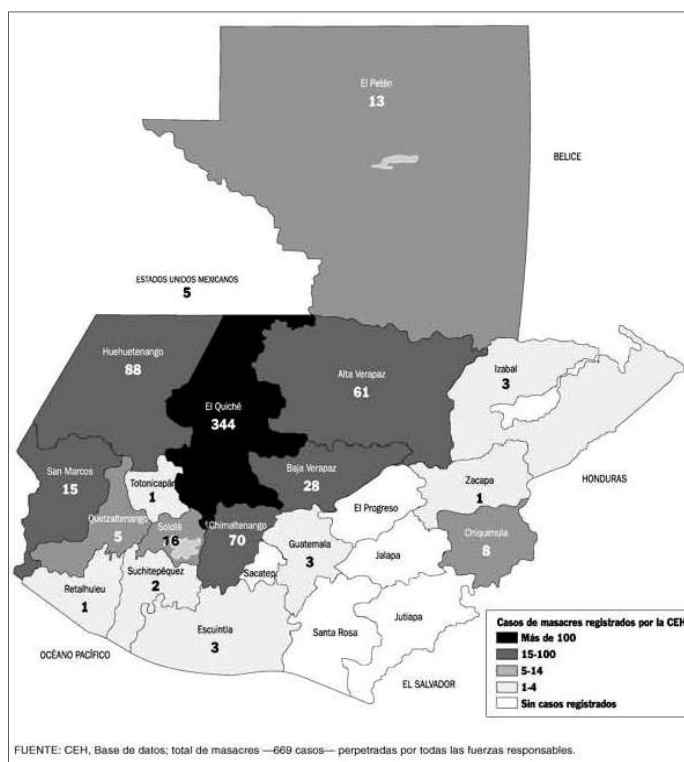 El Petén
13
BELICE
ESTADOS UNIDOS MEXICANOS
5
Huehuetenango
88
Alta Verapaz
61
Izabal
3
El Quiché
344
San Marcos
15
Totonicapán
1
Baja Verapaz
28
Zacapa
1
HONDURAS
El Progreso
Quetzaltenango
5
Sololá
16
Chimaltenango
70
Guatemala
3
Chiquimula
8
Jalapa
Sacatep.
Suchitepéquez
2
Retalhuleu
1
Escuintla
3
Santa Rosa
Jutiapa
OCÉANO PACÍFICO
EL SALVADOR
Casos de masacres registrados por la CEH
Más de 100
15-100
5-14
1-4
Sin casos registrados
FUENTE: CEH, Base de datos; total de masacres —669 casos— perpetradas por todas las fuerzas responsables.